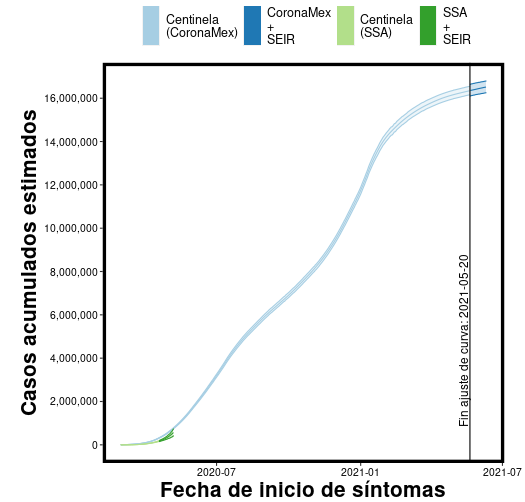 Centinela
(CoronaMex)
CoronaMex
+
SEIR
Centinela
(SSA)
SSA
+
SEIR
Casos acumulados estimados
16,000,000
14,000,000
12,000,000
10,000,000
8,000,000
6,000,000
4,000,000
2,000,000
0
Fin ajuste de curva: 2021-05-20
2020-07
2021-01
2021-07
Fecha de inicio de síntomas